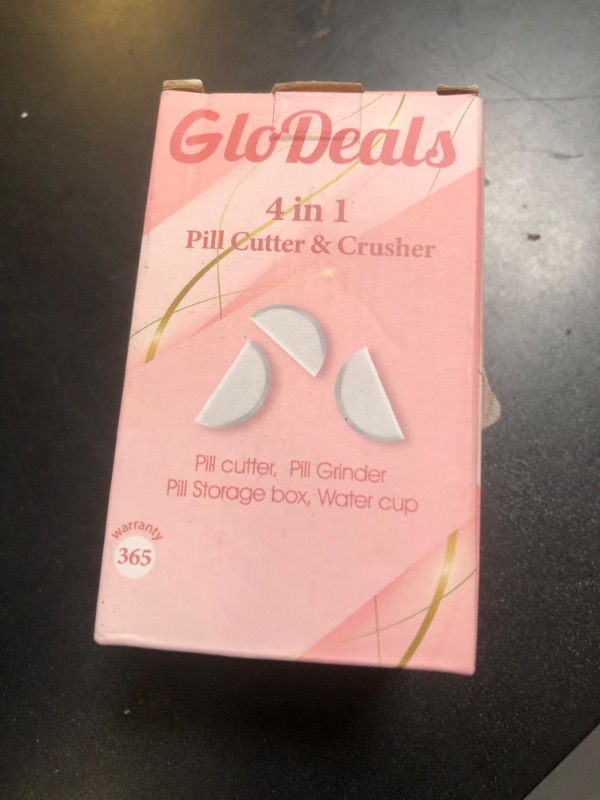 GloDeals
4 in 1
Pill Cutter & Crusher
Pill cutter, Pill Grinder
Pill Storage box, Water cup
warranty
365